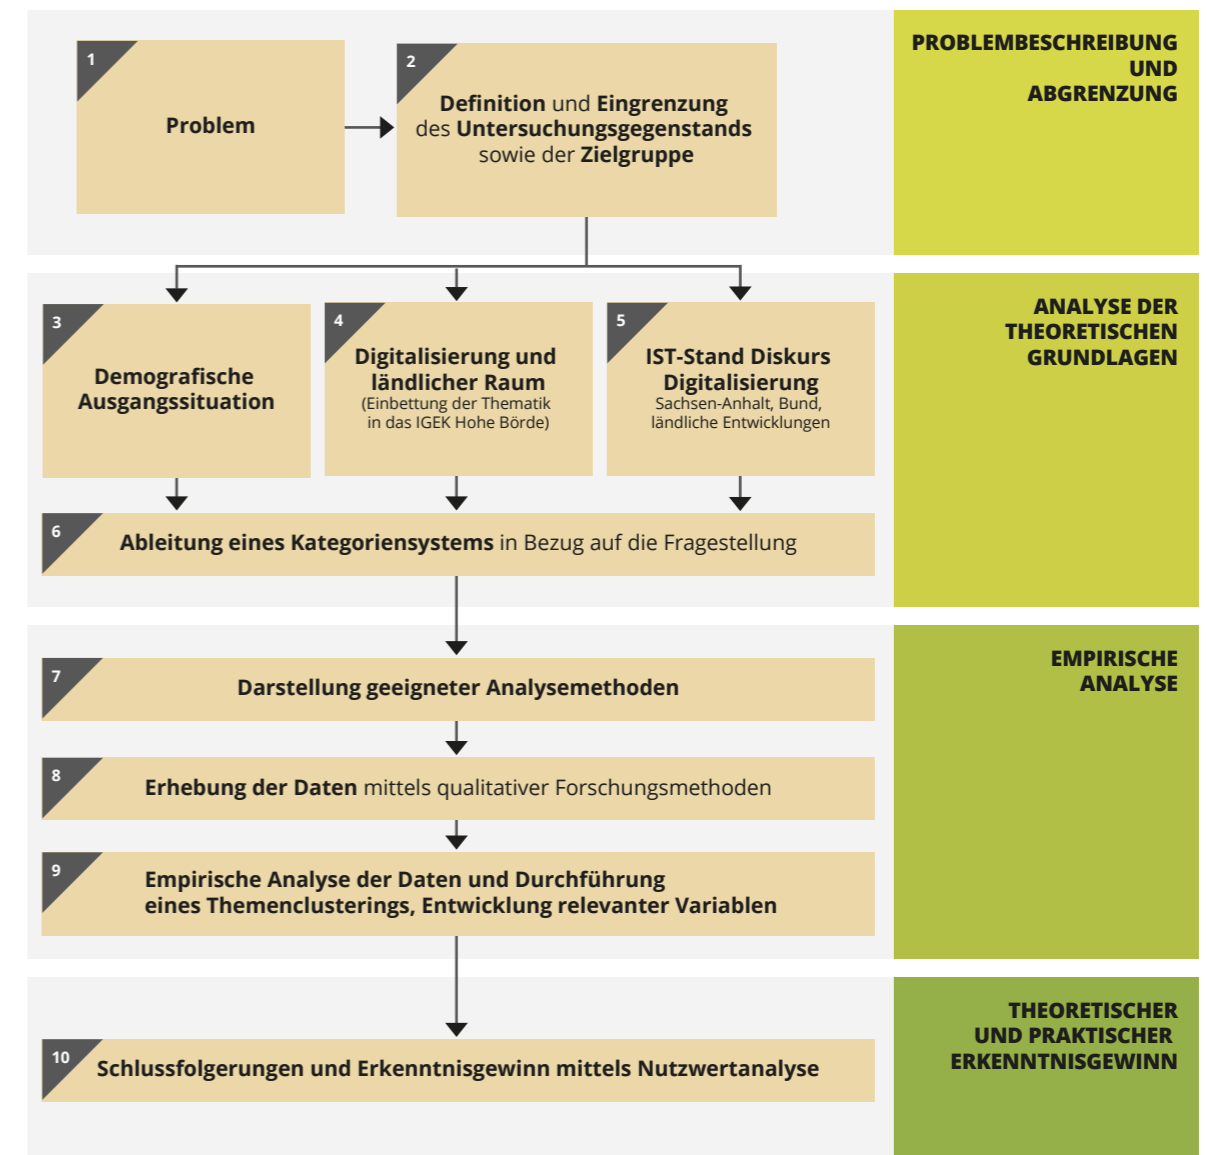 1
Problem
2
Definition und Eingrenzung
des Untersuchungsgegenstands
sowie der Zielgruppe
PROBLEMBESCHREIBUNG
UND
ABGRENZUNG
3
Demografische
Ausgangssituation
4
Digitalisierung und
ländlicher Raum
(Einbettung der Thematik
in das IGEK Hohe Börde)
5
IST-Stand Diskurs
Digitalisierung
Sachsen-Anhalt, Bund,
ländliche Entwicklungen
6
Ableitung eines Kategoriensystems in Bezug auf die Fragestellung
ANALYSE DER
THEORETISCHEN
GRUNDLAGEN
7
Darstellung geeigneter Analysemethoden
8
Erhebung der Daten mittels qualitativer Forschungsmethoden
9
Empirische Analyse der Daten und Durchführung
eines Themenclusterings, Entwicklung relevanter Variablen
EMPIRISCHE
ANALYSE
10
Schlussfolgerungen und Erkenntnisgewinn mittels Nutzwertanalyse
THEORETISCHER
UND PRAKTISCHER
ERKENNTNISGEWINN